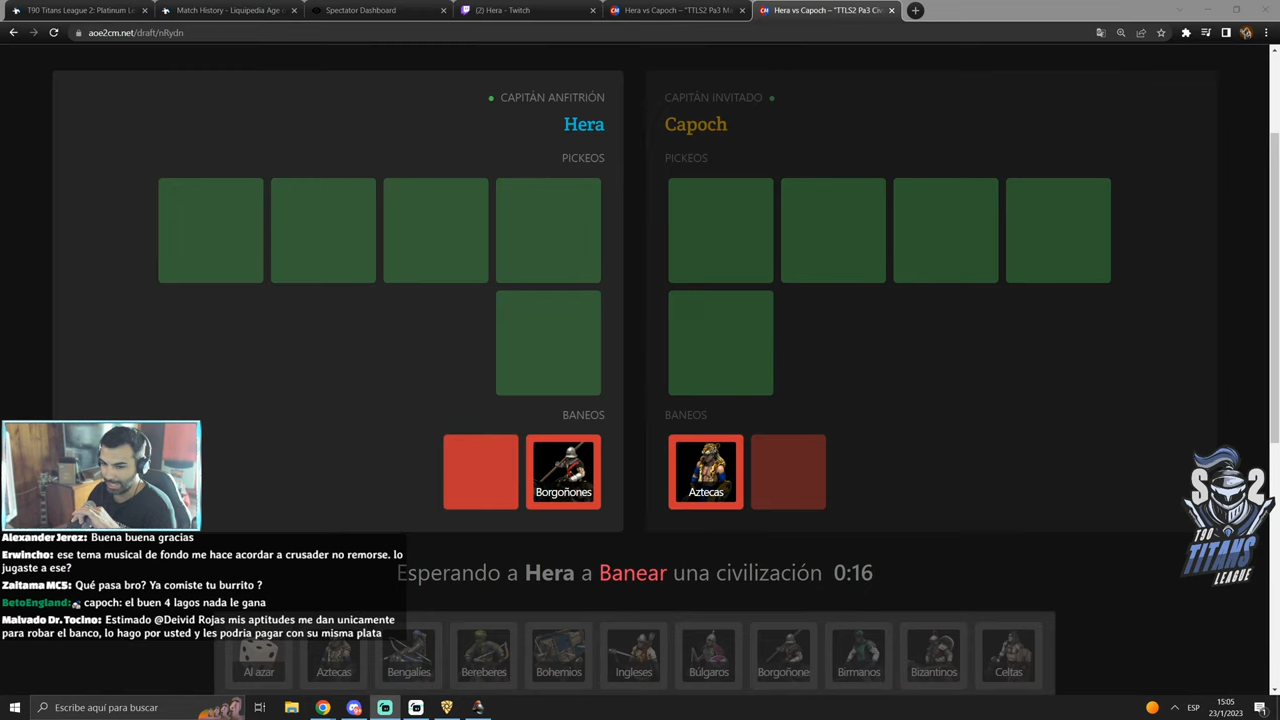 T90 Titans League 2: Platinum Le
Match History - Liquipedia Age o
Spectator Dashboard
(2) Hera - Twitch
Hera vs Capoch – "TTLS2 Pa3 M
Hera vs Capoch – "TTLS2 Pa3 Civ
aoe2cm.net/draft/nRydn
CAPITÁN ANFITRIÓN
CAPITÁN INVITADO
Hera
Capoch
PICKEOS
PICKEOS
BANEOS
BANEOS
Borgoñones
Aztecas
Alexander Jerez: Buena buena gracias
Erwincho: ese tema musical de fondo me hace acordar a crusader no remorse. lo
jugaste a ese?
Zaitama MC5: Qué pasa bro? Ya comiste tu burrito ?
BetoEngland: capoch: el buen 4 lagos nada le gana
Malvado Dr. Tocino: Estimado @Deivid Rojas mis aptitudes me dan unicamente
para robar el banco, lo hago por usted y les podria pagar con su misma plata
Esperando a Hera a Banear una civilización 0:16
Al azar
Aztecas
Bengalíes
Bereberes
Bohemios
Ingleses
Búlgaros
Borgoñone
Birmanos
Bizantinos
Celtas
S2
T90
TITANS
LEAGUE
Escribe aquí para buscar
ESP
15:05
23/1/2023
1